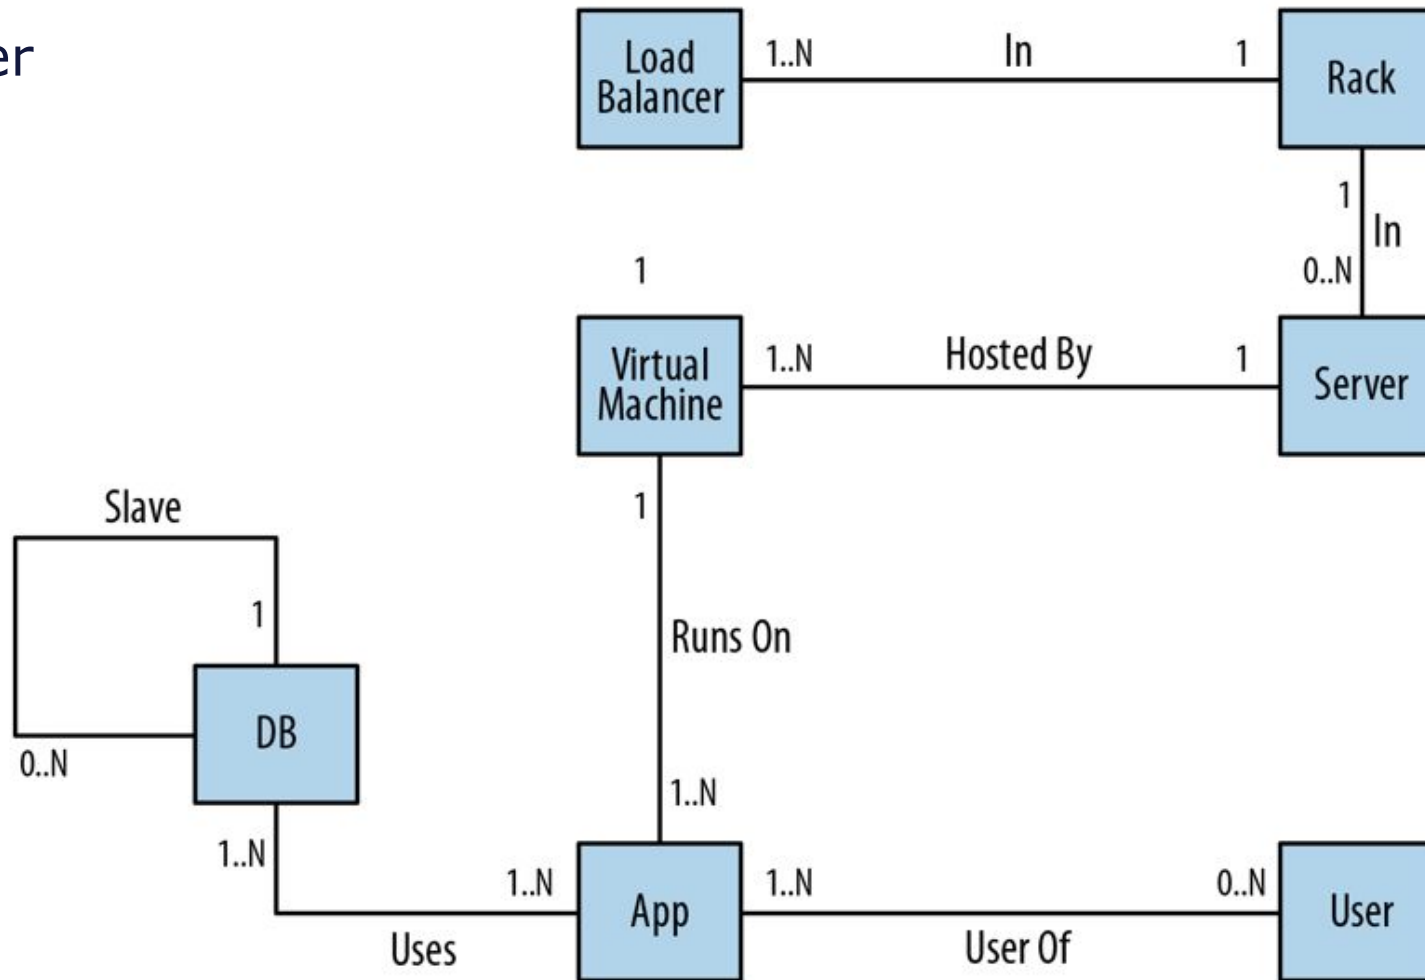 er
Load
Balancer
1..N
In
1
Rack
1
In
0..N
1
Virtual
Machine
1..N
Hosted By
1
Server
Slave
1
1
Runs On
DB
0..N
1..N
1..N
1..N
App
1..N
0..N
User
Uses
User Of